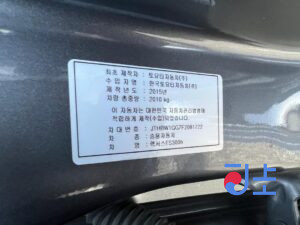 최초 제작자 : 토요타자동차(주)
수 입 자 : 한국토요타자동차(주)
제작년도 : 2015년
차량 총중량 : 2010 kg
이 자동차는 대한민국 자동차관리법령에
적합하게 제작(수입) 되었습니다.
차 대 번 호 :
차 종 : 승용자동차
차 명 : 렉서스ES300h